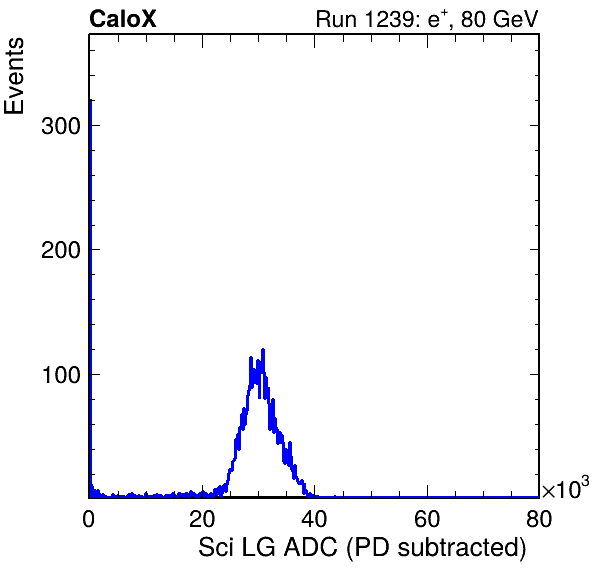 CaloX Run 1239: e⁺, 80 GeV
Events
300
200
100
0 20 40 60 80
×10³
Sci LG ADC (PD subtracted)